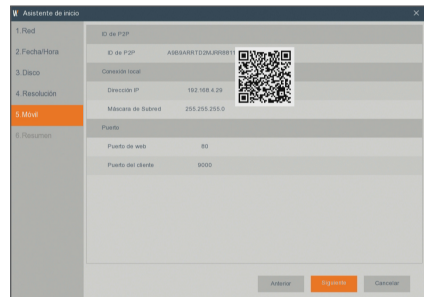 Asistente de inicio
1.Red
2.Fecha/Hora
3.Disco
4.Resolución
5.Móvil
6.Resumen
ID de P2P
ID de P2P
Conexión local
Dirección IP 192.168.4.29
Máscara de Subred 255.255.255.0
Puerto
Puerto de web 80
Puerto del cliente 9000
Anterior Siguiente Cancelar